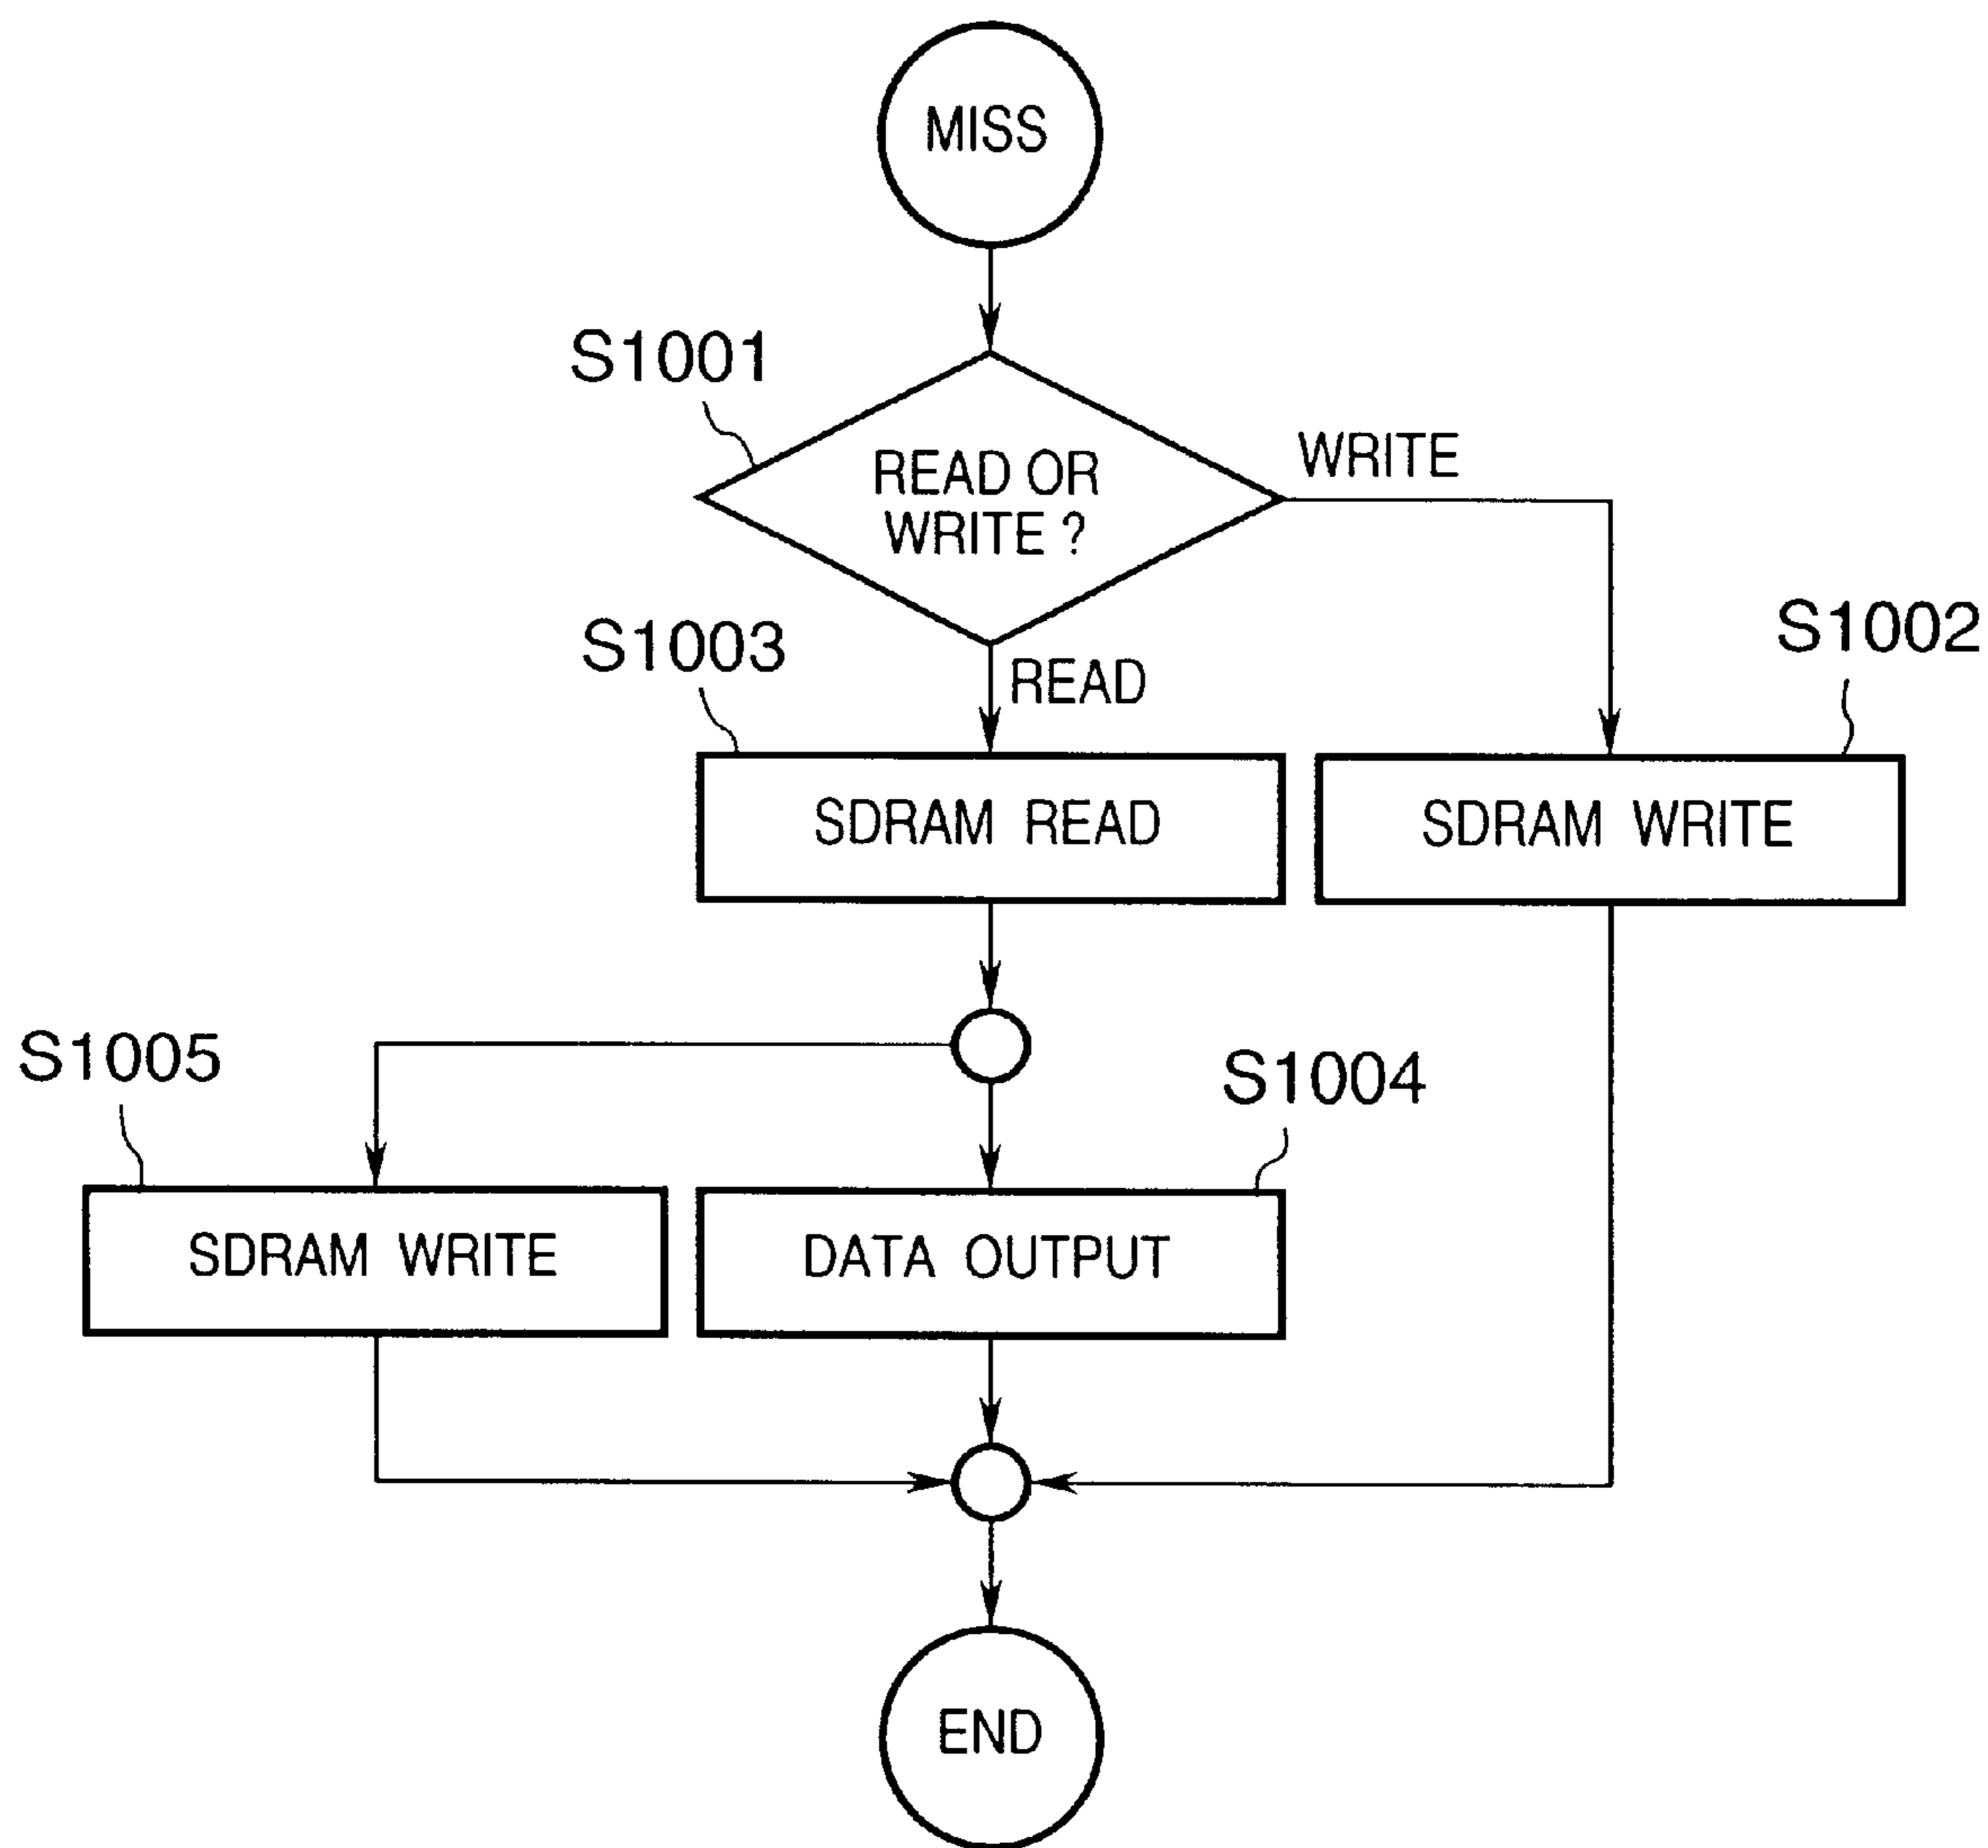 MISS
S1001
READ OR
WRITE ?
WRITE
S1003
READ
S1002
SDRAM READ
SDRAM WRITE
S1005
S1004
SDRAM WRITE
DATA OUTPUT
END